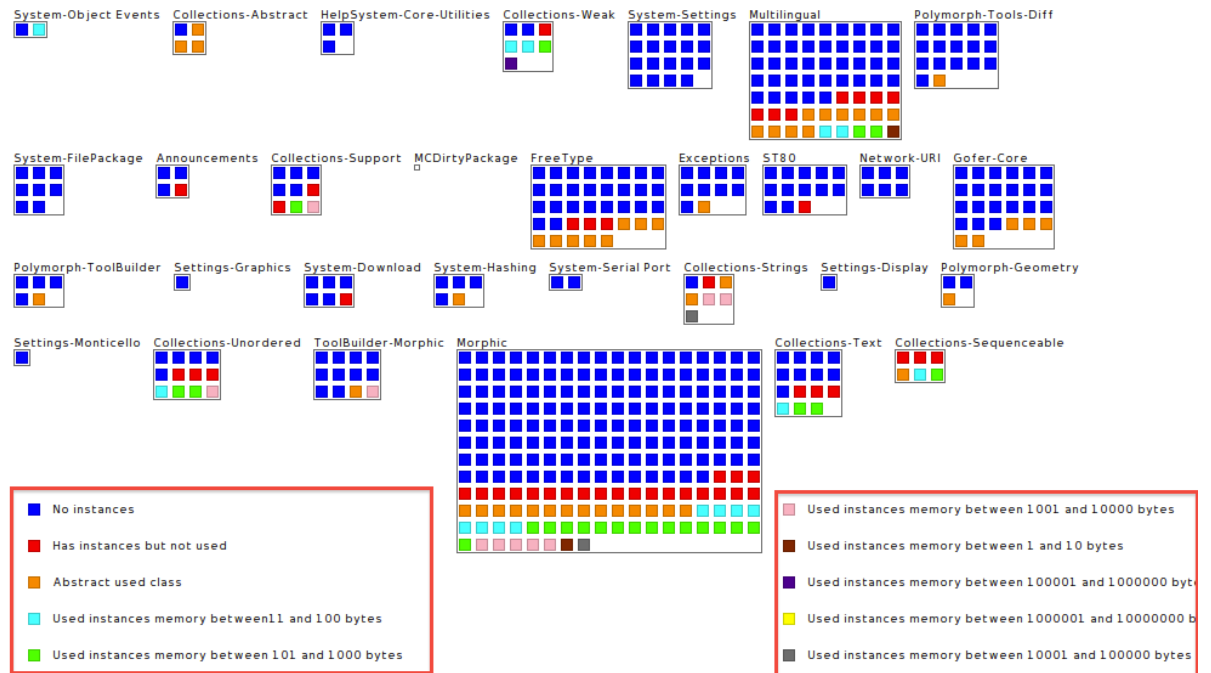 System-Object Events Collections-Abstract HelpSystem-Core-Utilities Collections-Weak System-Settings Multilingual Polymorph-Tools-Diff
System-FilePackage Announcements Collections-Support MCDirtyPackage FreeType Exceptions ST80 Network-URI Gofer-Core
Polymorph-ToolBuilder Settings-Graphics System-Download System-Hashing System-Serial Port Collections-Strings Settings-Display Polymorph-Geometry
Settings-Monticello Collections-Unordered ToolBuilder-Morphic Morphic Collections-Text Collections-Sequenceable
No instances
Has instances but not used
Abstract used class
Used instances memory between11 and 100 bytes
Used instances memory between 101 and 1000 bytes
Used instances memory between 1001 and 10000 bytes
Used instances memory between 1 and 10 bytes
Used instances memory between 100001 and 1000000 byte
Used instances memory between 1000001 and 10000000 b
Used instances memory between 10001 and 100000 bytes